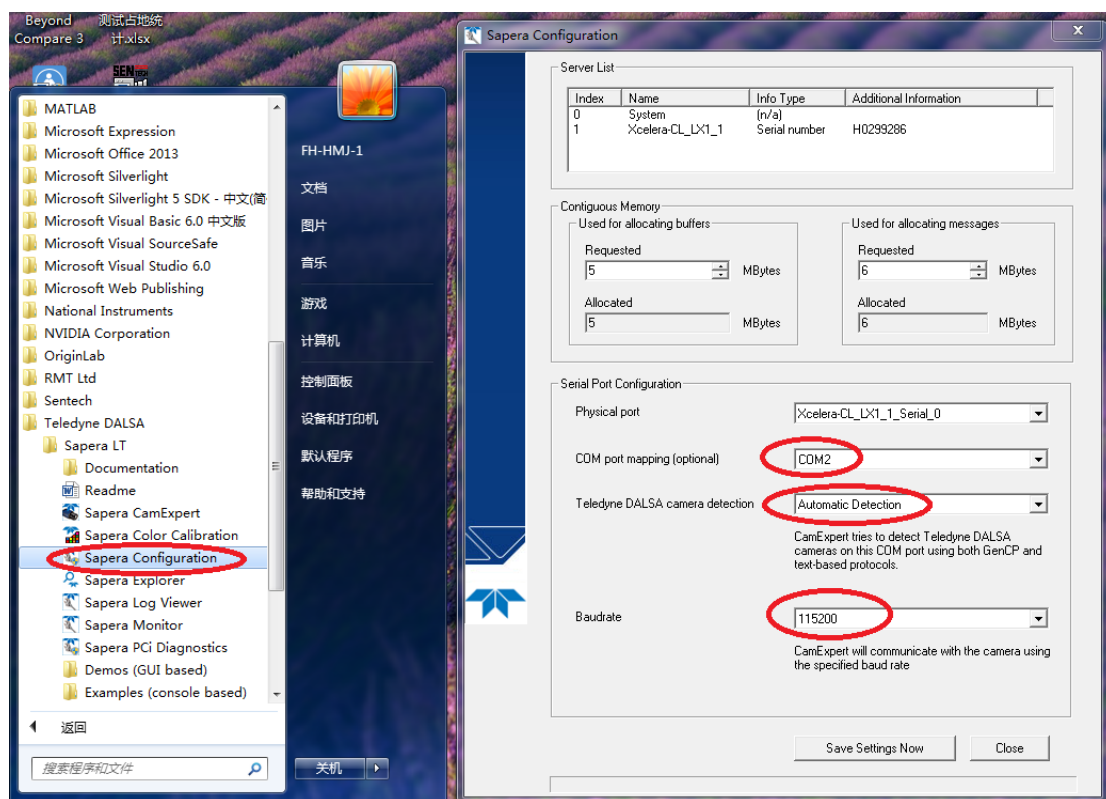 Beyond
Compare 3
测试占地统
计.xlsx
SEN
MATLAB
Microsoft Expression
Microsoft Office 2013
Microsoft Silverlight
Microsoft Silverlight 5 SDK - 中文(简
Microsoft Visual Basic 6.0 中文版
Microsoft Visual SourceSafe
Microsoft Visual Studio 6.0
Microsoft Web Publishing
National Instruments
NVIDIA Corporation
OriginLab
RMT Ltd
Sentech
Teledyne DALSA
Sapera LT
Documentation
Readme
Sapera CamExpert
Sapera Color Calibration
Sapera Configuration
Sapera Explorer
Sapera Log Viewer
Sapera Monitor
Sapera PCi Diagnostics
Demos (GUI based)
Examples (console based)
返回
搜索程序和文件
FH-HMJ-1
文档
图片
音乐
游戏
计算机
控制面板
设备和打印机
默认程序
帮助和支持
关机
Sapera Configuration
Server List
Index Name Info Type Additional Information
0 System (n/a)
1 Xcelera-CL_LX1_1 Serial number H0299286
Contiguous Memory
Used for allocating buffers
Requested
5 MBytes
Allocated
5 MBytes
Used for allocating messages
Requested
6 MBytes
Allocated
6 MBytes
Serial Port Configuration
Physical port Xcelera-CL_LX1_1_Serial_0
COM port mapping (optional) COM2
Teledyne DALSA camera detection Automatic Detection
CamExpert tries to detect Teledyne DALSA
cameras on this COM port using both GenCP and
text-based protocols.
Baudrate 115200
CamExpert will communicate with the camera using
the specified baud rate
Save Settings Now Close